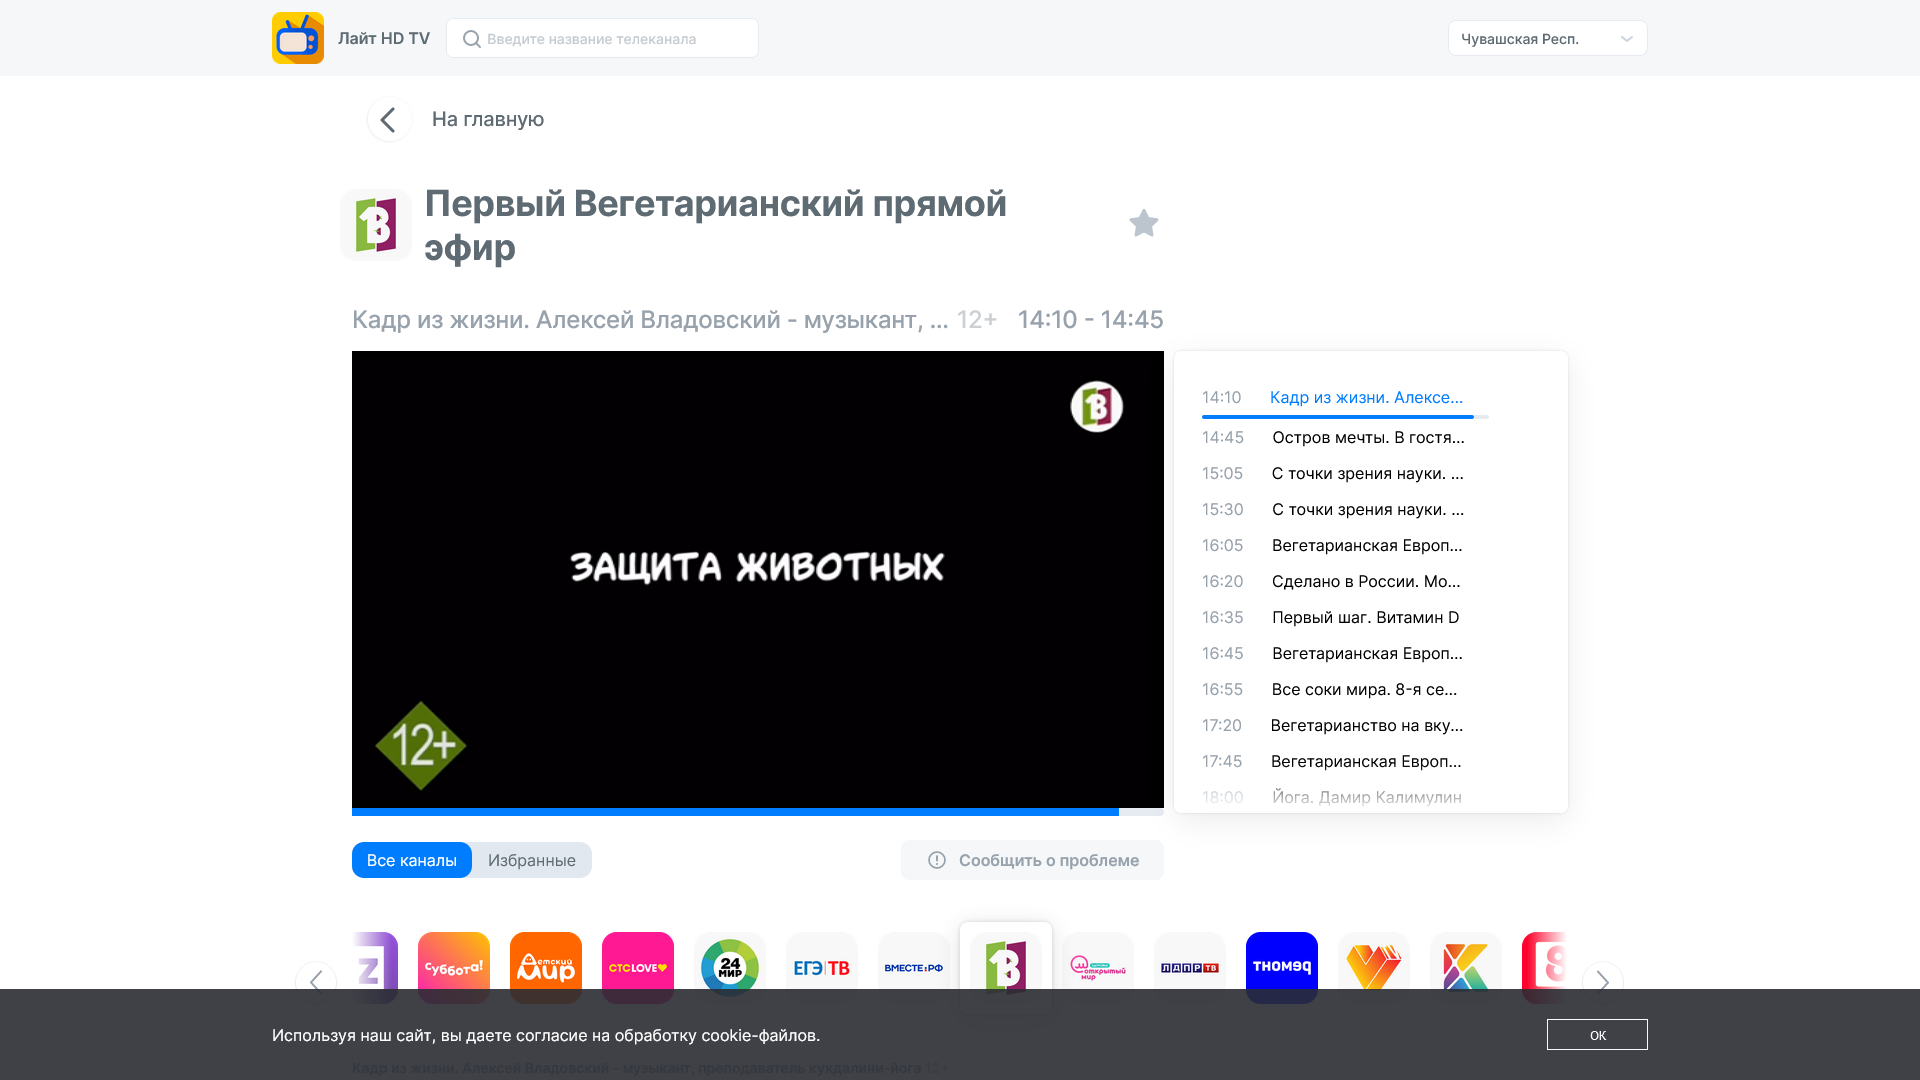 Лайт HD TV
Введите название телеканала
Чувашская Респ.
На главную
Первый Вегетарианский прямой
эфир
Кадр из жизни. Алексей Владовский - музыкант, ... 12+ 14:10 - 14:45
ЗАЩИТА ЖИВОТНЫХ
12+
14:10 Кадр из жизни. Алексе...
14:45 Остров мечты. В гостя...
15:05 С точки зрения науки. ...
15:30 С точки зрения науки. ...
16:05 Вегетарианская Европ...
16:20 Сделано в России. Мо...
16:35 Первый шаг. Витамин D
16:45 Вегетарианская Европ...
16:55 Все соки мира. 8-я се...
17:20 Вегетарианство на вку...
17:45 Вегетарианская Европ...
18:00 Йога. Дамир Калимулин
Все каналы
Избранные
Сообщить о проблеме
Z
суббота!
Детский Мир
СТС LOVE
24 МИР
ЕГЭ ТВ
ВМЕСТЕ:РФ
1В
открытый мир
ЛДПР ТВ
ТНОМЕР
8
Используя наш сайт, вы даете согласие на обработку cookie-файлов.
OK
Кадр из жизни. Алексей Владовский - музыкант, преподаватель кукдалини-йога 12+